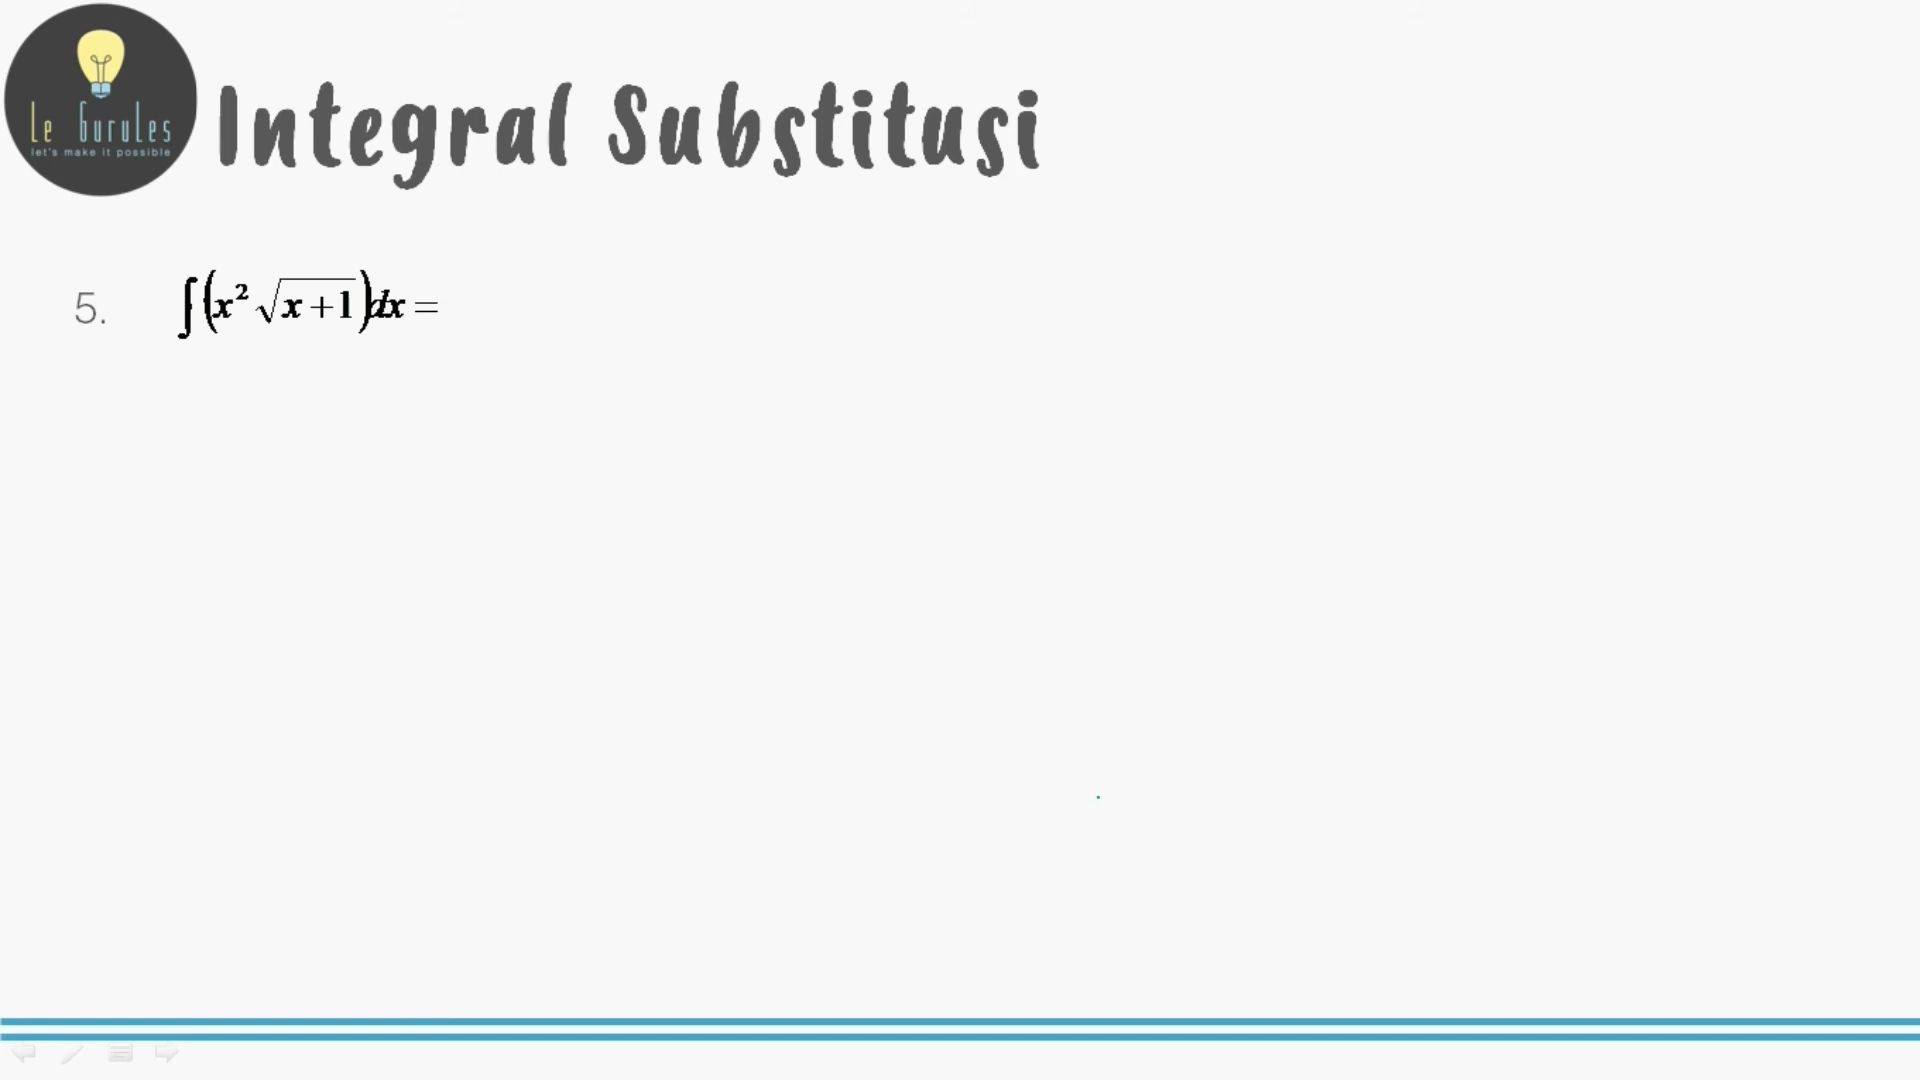 Le GuruLes
let's make it possible
Integral Substitusi
5. ∫(x²√(x+1))dx =